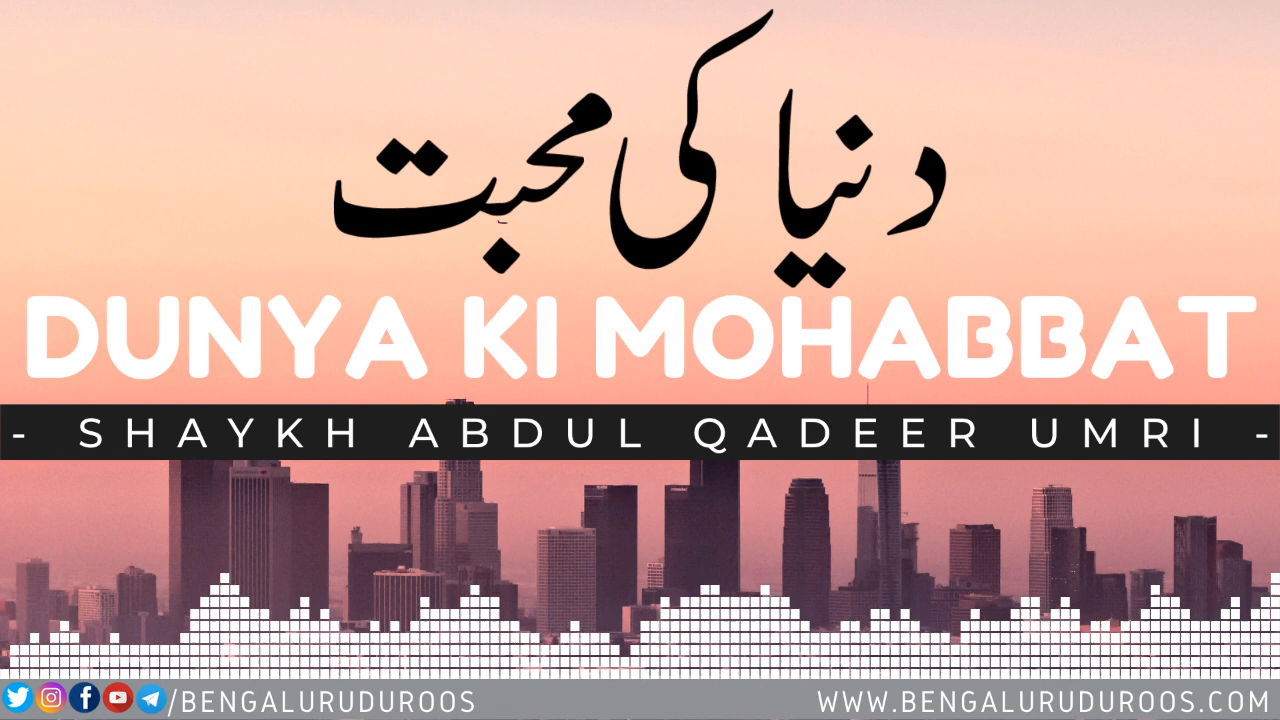 دنیا کی محبت
DUNYA KI MOHABBAT
- SHAYKH ABDUL QADEER UMRI -
/BENGALURUDUROOS
WWW.BENGALURUDUROOS.COM